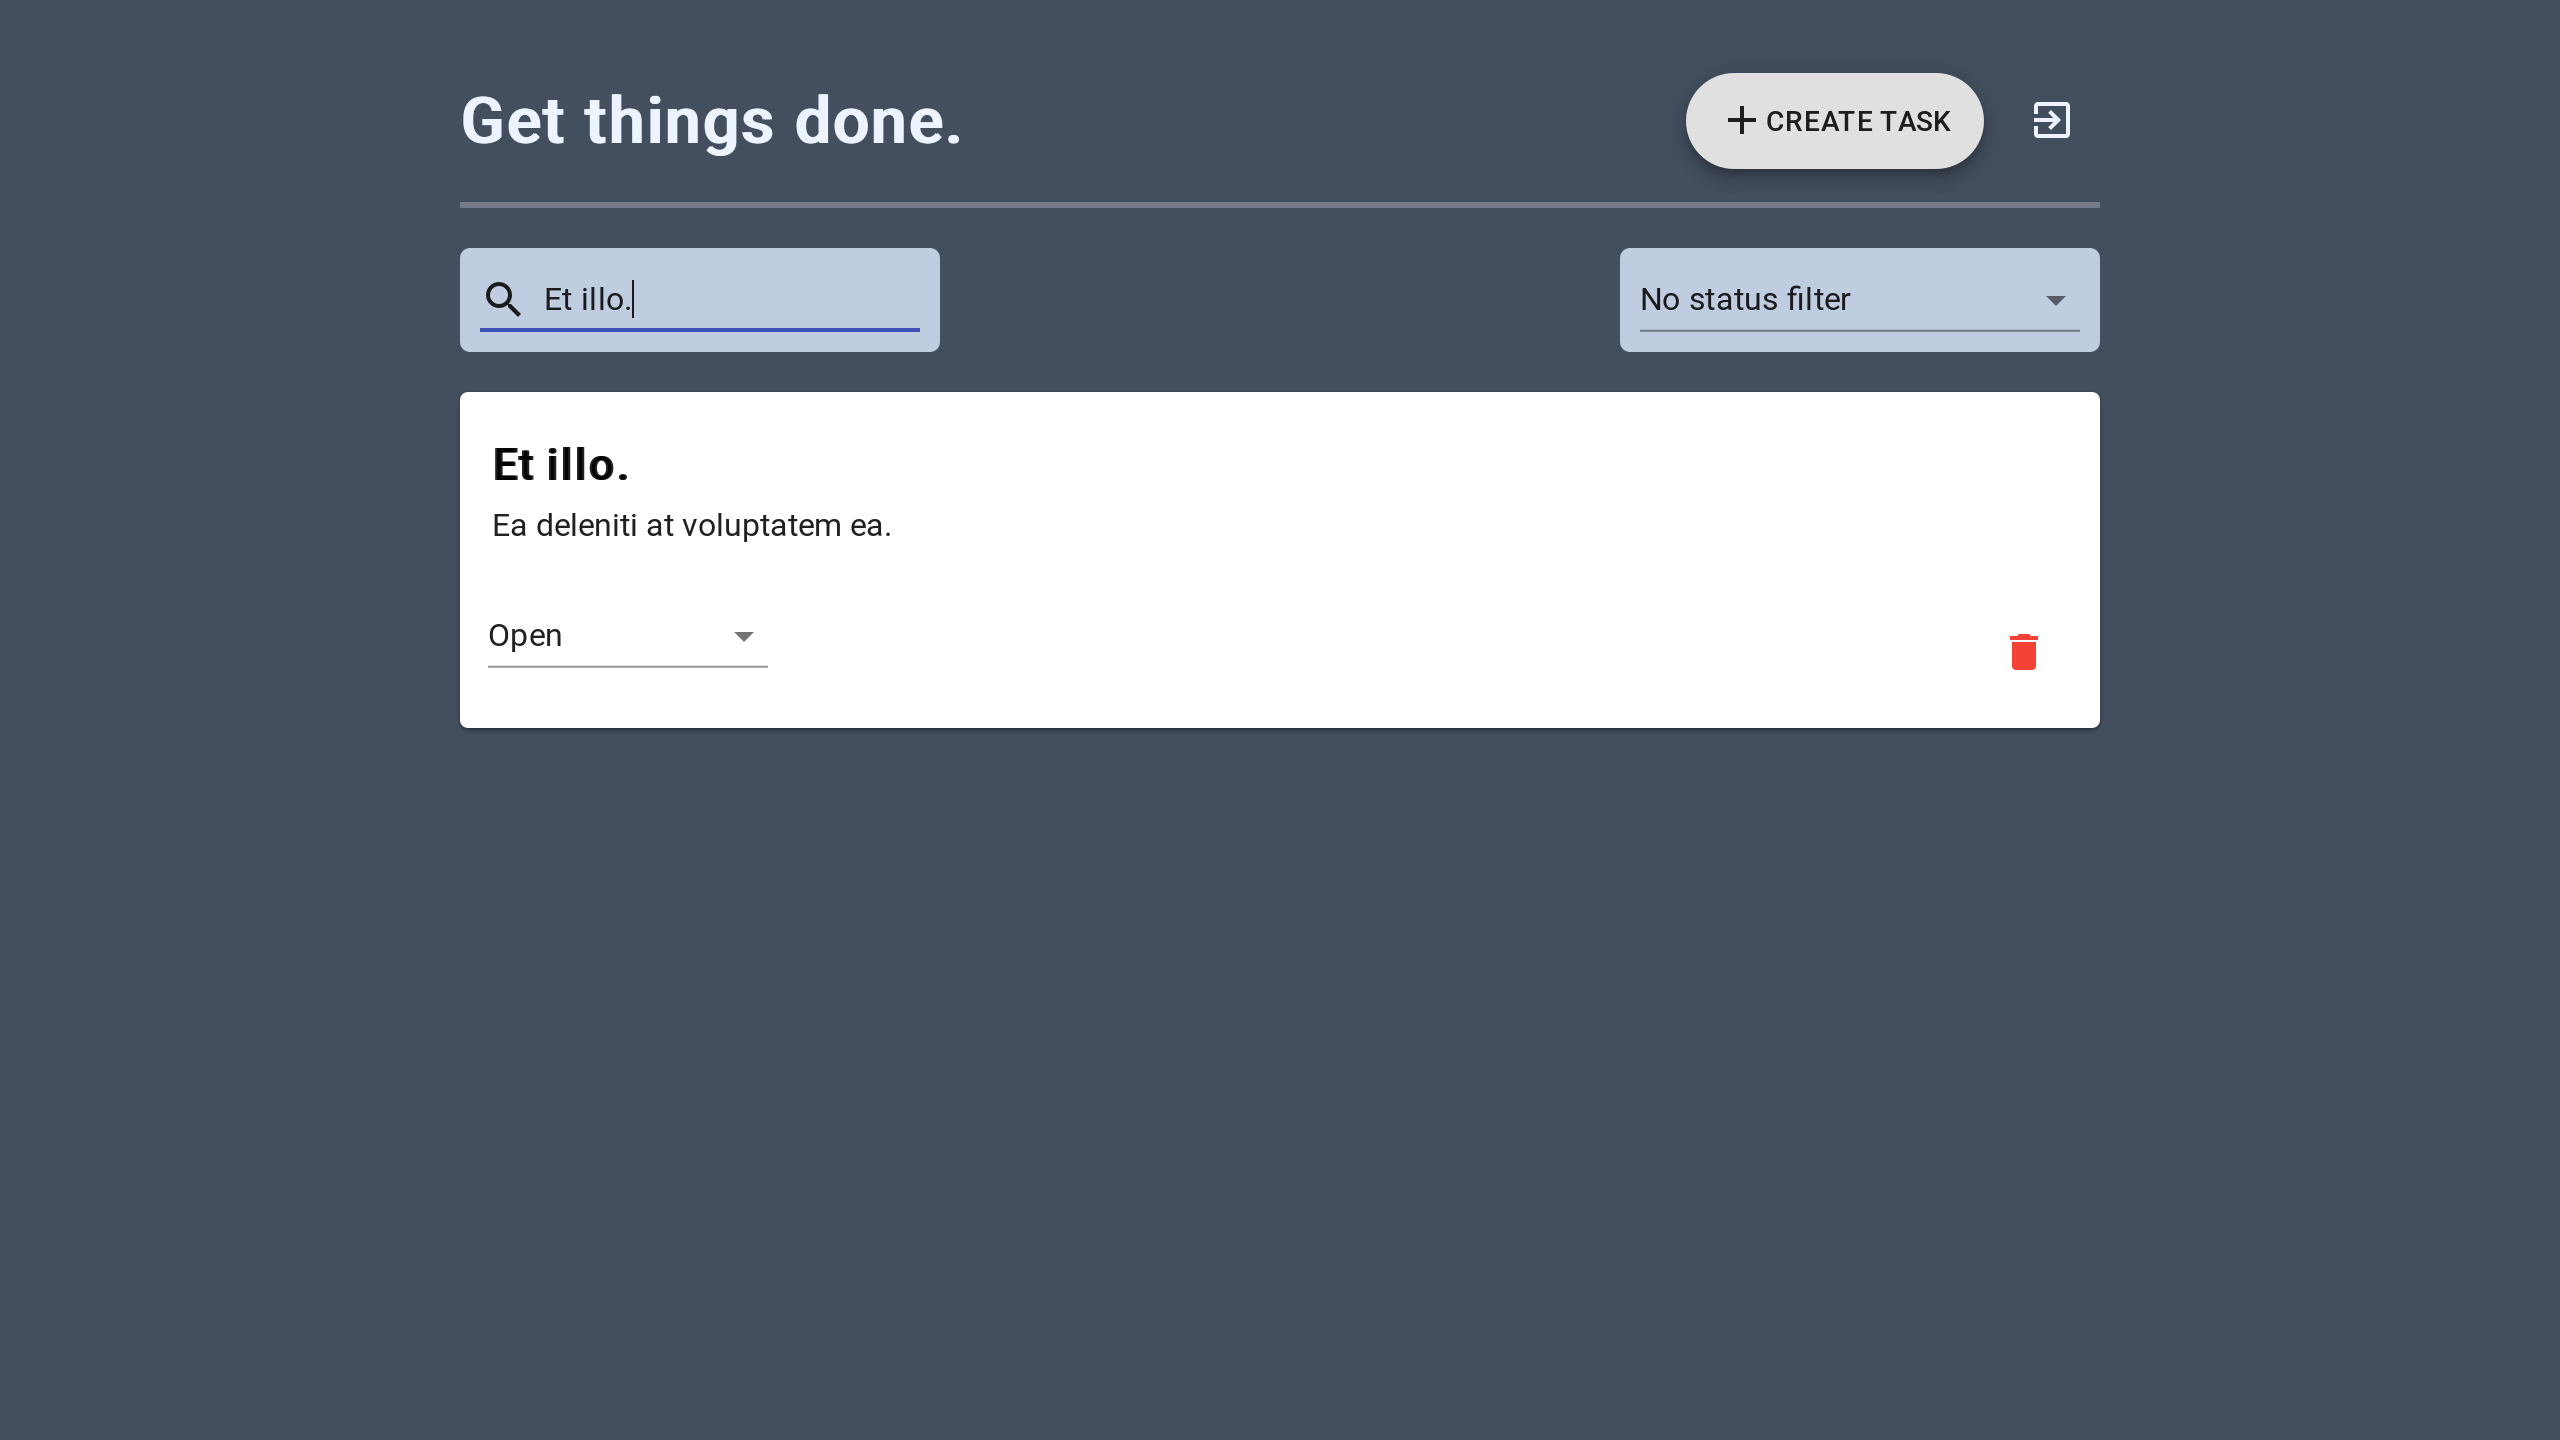 Get things done.
CREATE TASK
Et illo.
No status filter
Et illo.
Ea deleniti at voluptatem ea.
Open